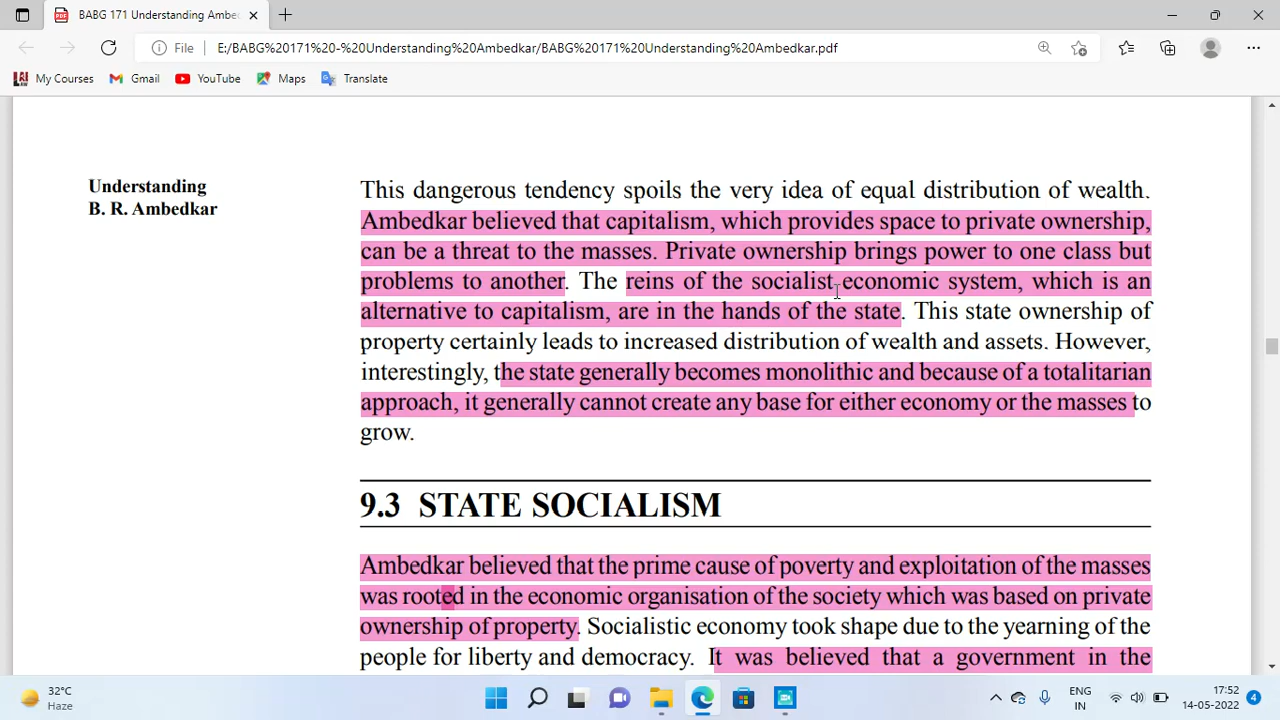 BABG 171 Understanding Ambe
File
E:/BABG%20171%20-%20Understanding%20Ambedkar/BABG%20171%20Understanding%20Ambedkar.pdf
My Courses
Gmail
YouTube
Maps
Translate
Understanding
B. R. Ambedkar
This dangerous tendency spoils the very idea of equal distribution of wealth.
Ambedkar believed that capitalism, which provides space to private ownership,
can be a threat to the masses. Private ownership brings power to one class but
problems to another. The reins of the socialist economic system, which is an
alternative to capitalism, are in the hands of the state. This state ownership of
property certainly leads to increased distribution of wealth and assets. However,
interestingly, the state generally becomes monolithic and because of a totalitarian
approach, it generally cannot create any base for either economy or the masses to
grow.
9.3 STATE SOCIALISM
Ambedkar believed that the prime cause of poverty and exploitation of the masses
was rooted in the economic organisation of the society which was based on private
ownership of property. Socialistic economy took shape due to the yearning of the
people for liberty and democracy. It was believed that a government in the
32°C
Haze
ENG
IN
17:52
14-05-2022
4